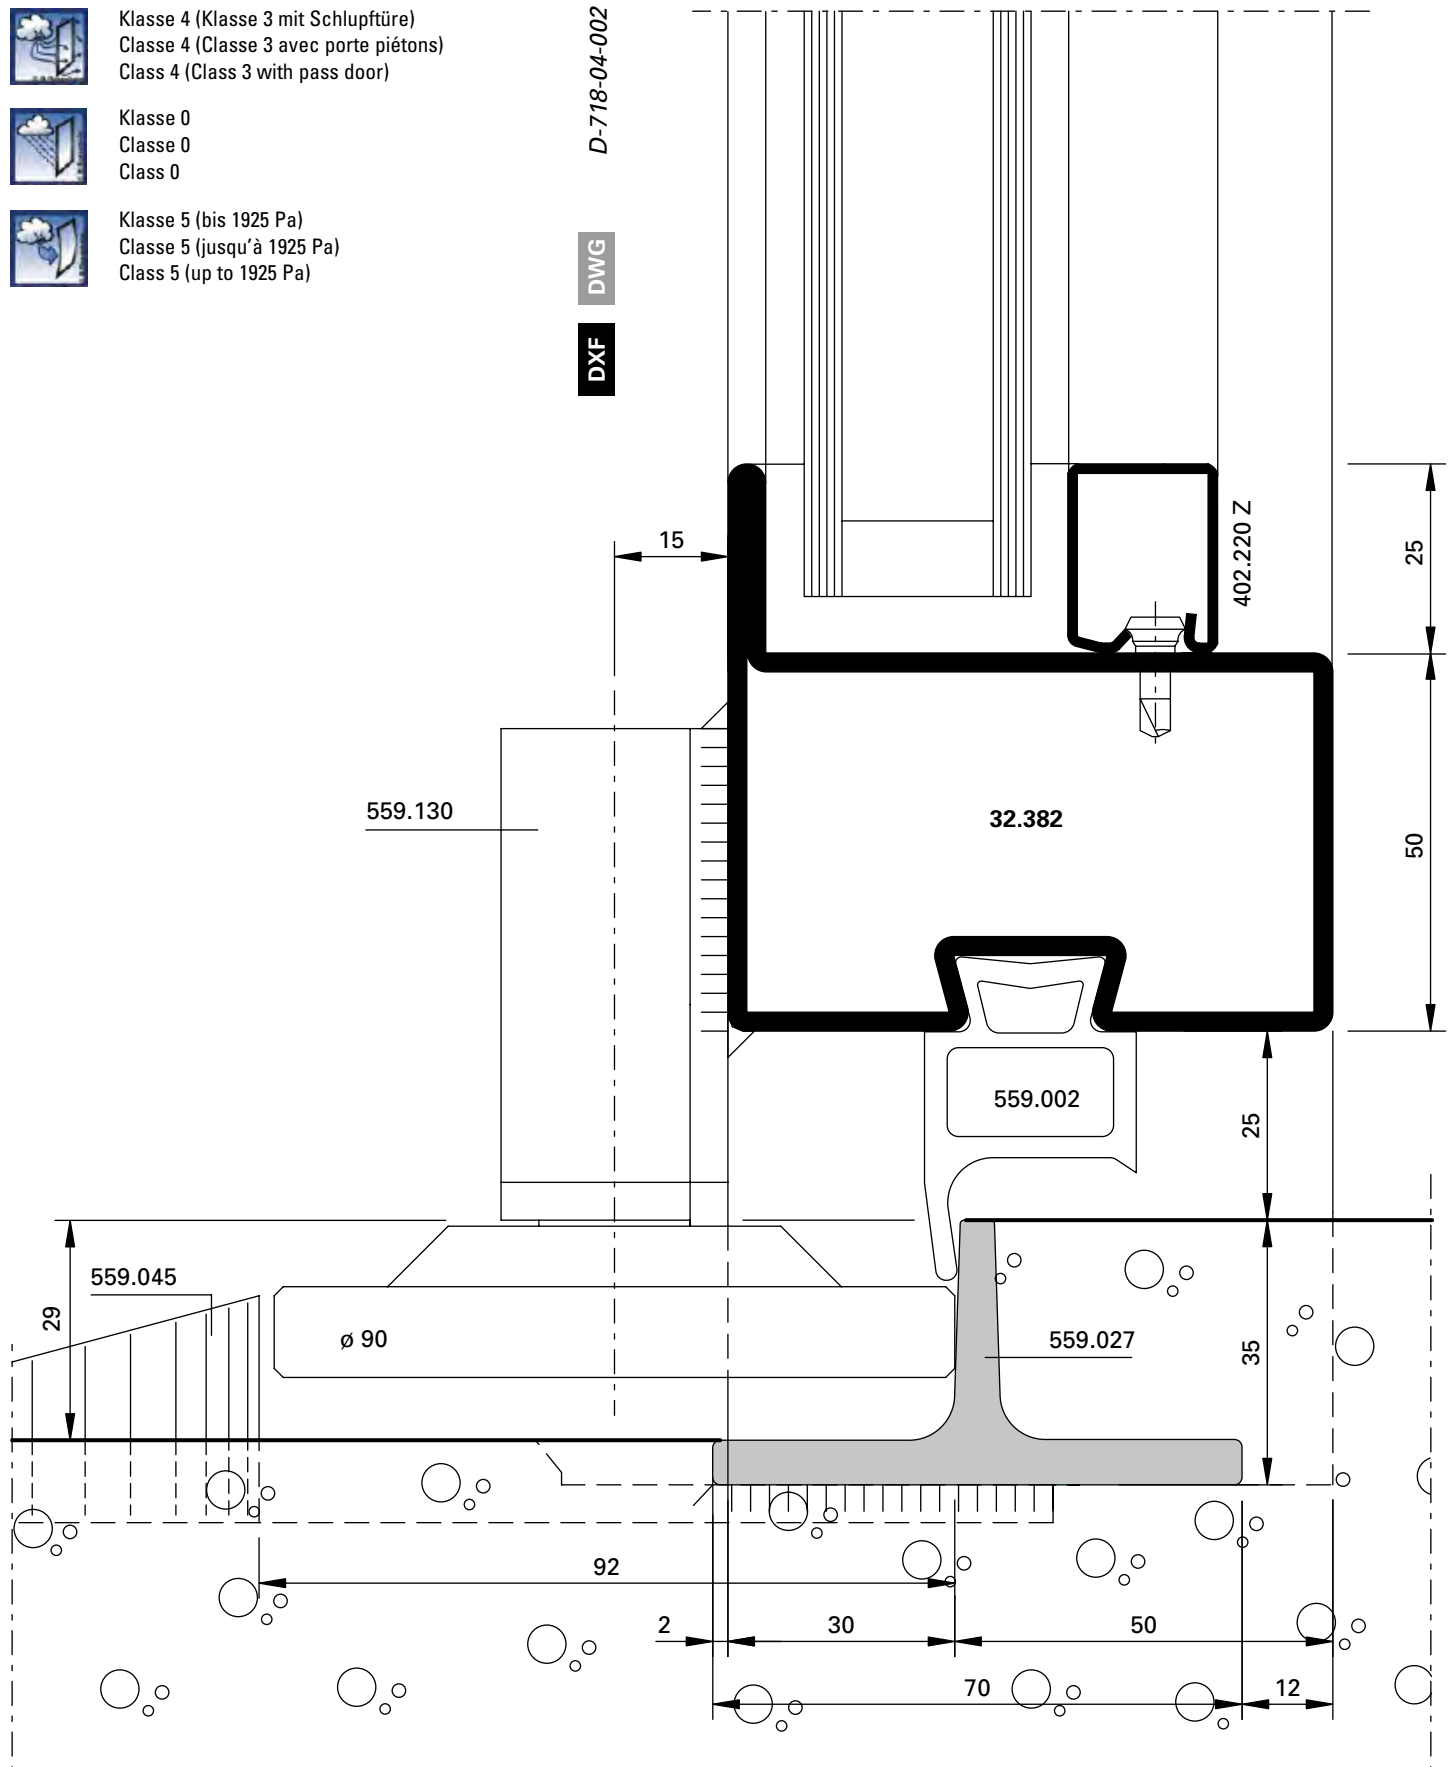 Klasse 4 (Klasse 3 mit Schlupftüre)
Classe 4 (Classe 3 avec porte piétons)
Class 4 (Class 3 with pass door)
Klasse 0
Classe 0
Class 0
Klasse 5 (bis 1925 Pa)
Classe 5 (jusqu'à 1925 Pa)
Class 5 (up to 1925 Pa)
D-718-04-002
DWG
DXF
15
402.220 Z
25
559.130
32.382
50
559.002
25
559.045
29
ø 90
559.027
35
92
2
30
50
70
12